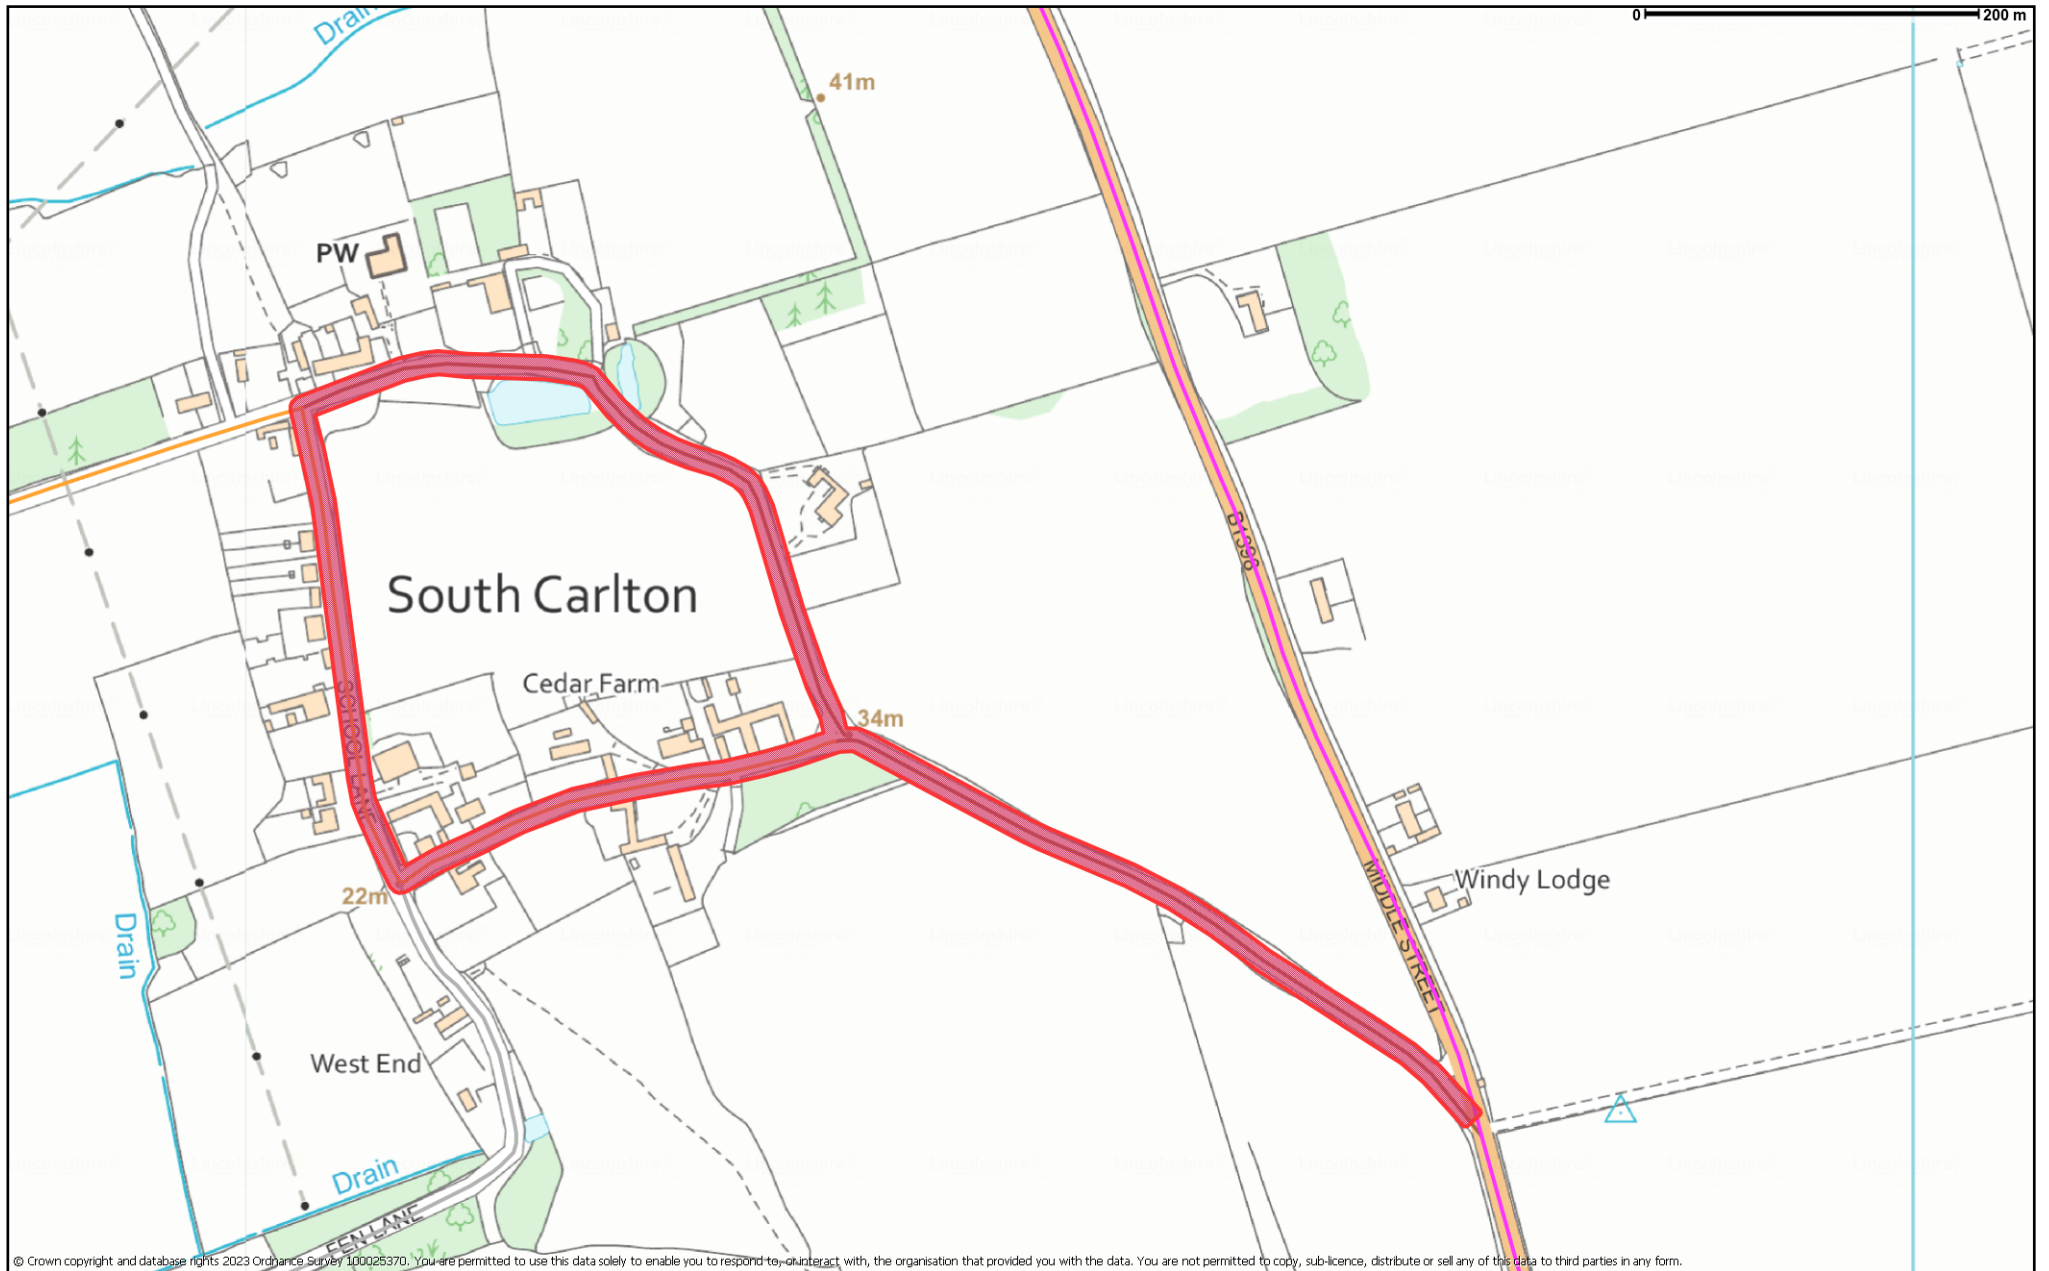 Drain
0 200 m
41m
PW
B1398
South Carlton
SCHOOL LANE
Cedar Farm
34m
22m
MIDDLE STREET
Windy Lodge
Drain
West End
Drain
FEN LANE
© Crown copyright and database rights 2023 Ordnance Survey 100025370. You are permitted to use this data solely to enable you to respond to, or interact with, the organisation that provided you with the data. You are not permitted to copy, sub-licence, distribute or sell any of this data to third parties in any form.